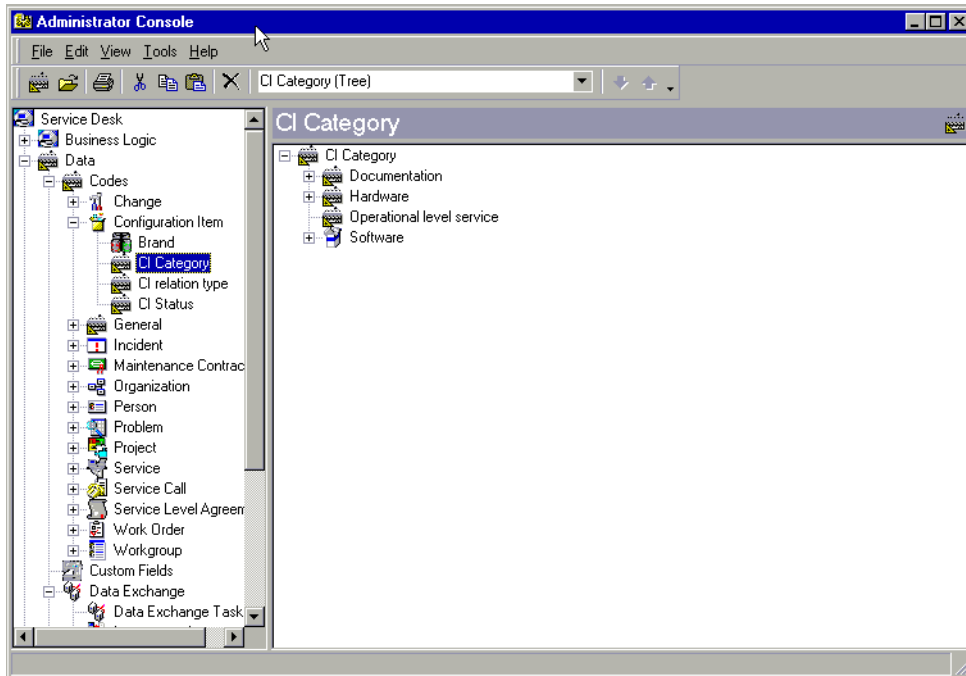 Administrator Console
File Edit View Tools Help
CI Category (Tree)
Service Desk
Business Logic
Data
Codes
Change
Configuration Item
Brand
CI Category
CI relation type
CI Status
General
Incident
Maintenance Contrac
Organization
Person
Problem
Project
Service
Service Call
Service Level Agreem
Work Order
Workgroup
Custom Fields
Data Exchange
Data Exchange Task
CI Category
CI Category
Documentation
Hardware
Operational level service
Software